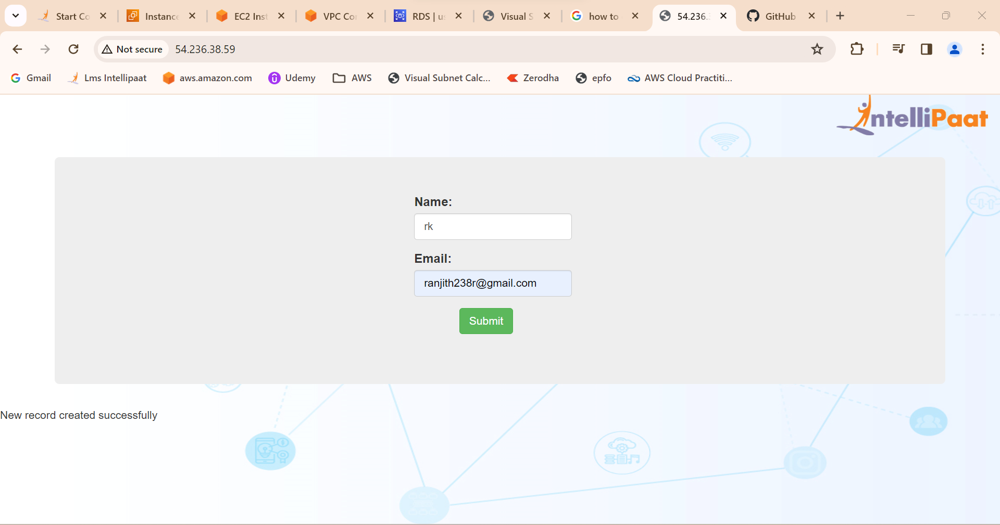 Start Co
Instance
EC2 Inst
VPC Co
RDS | u
Visual S
how to
54.236.
GitHub
Not secure
54.236.38.59
Gmail
Lms Intellipaat
aws.amazon.com
Udemy
AWS
Visual Subnet Calc...
Zerodha
epfo
AWS Cloud Practiti...
IntelliPaat
Name:
rk
Email:
ranjith238r@gmail.com
Submit
New record created successfully